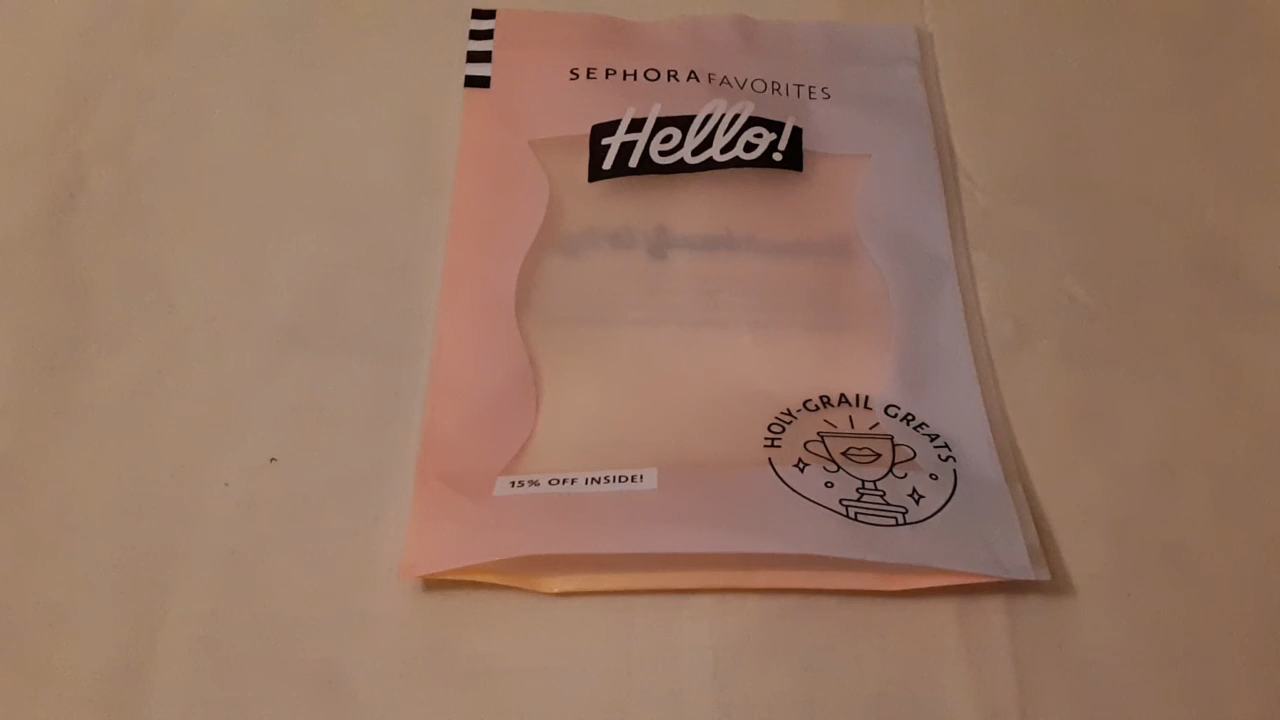 SEPHORA FAVORITES
Hello!
HOLY-GRAIL GREATS
15% OFF INSIDE!